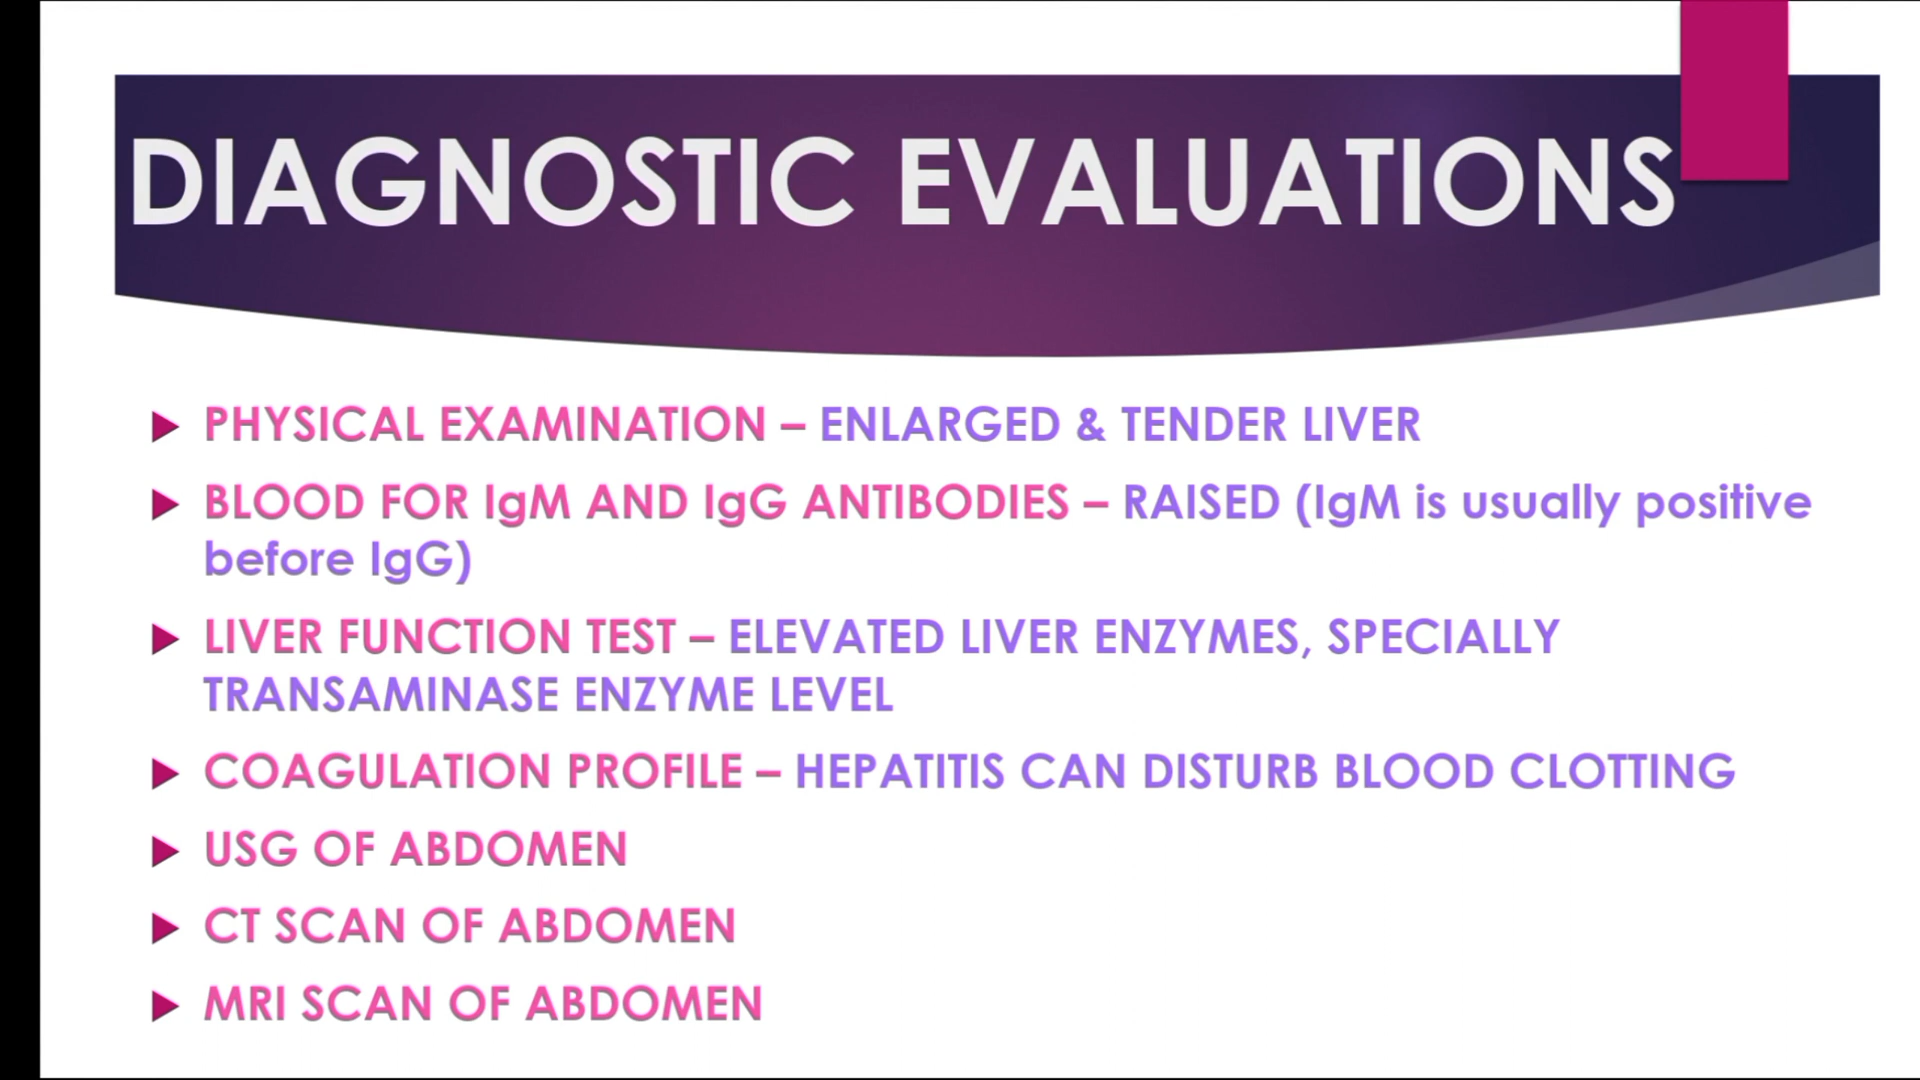 DIAGNOSTIC EVALUATIONS
PHYSICAL EXAMINATION – ENLARGED & TENDER LIVER
BLOOD FOR IgM AND IgG ANTIBODIES – RAISED (IgM is usually positive
before IgG)
LIVER FUNCTION TEST – ELEVATED LIVER ENZYMES, SPECIALLY
TRANSAMINASE ENZYME LEVEL
COAGULATION PROFILE – HEPATITIS CAN DISTURB BLOOD CLOTTING
USG OF ABDOMEN
CT SCAN OF ABDOMEN
MRI SCAN OF ABDOMEN